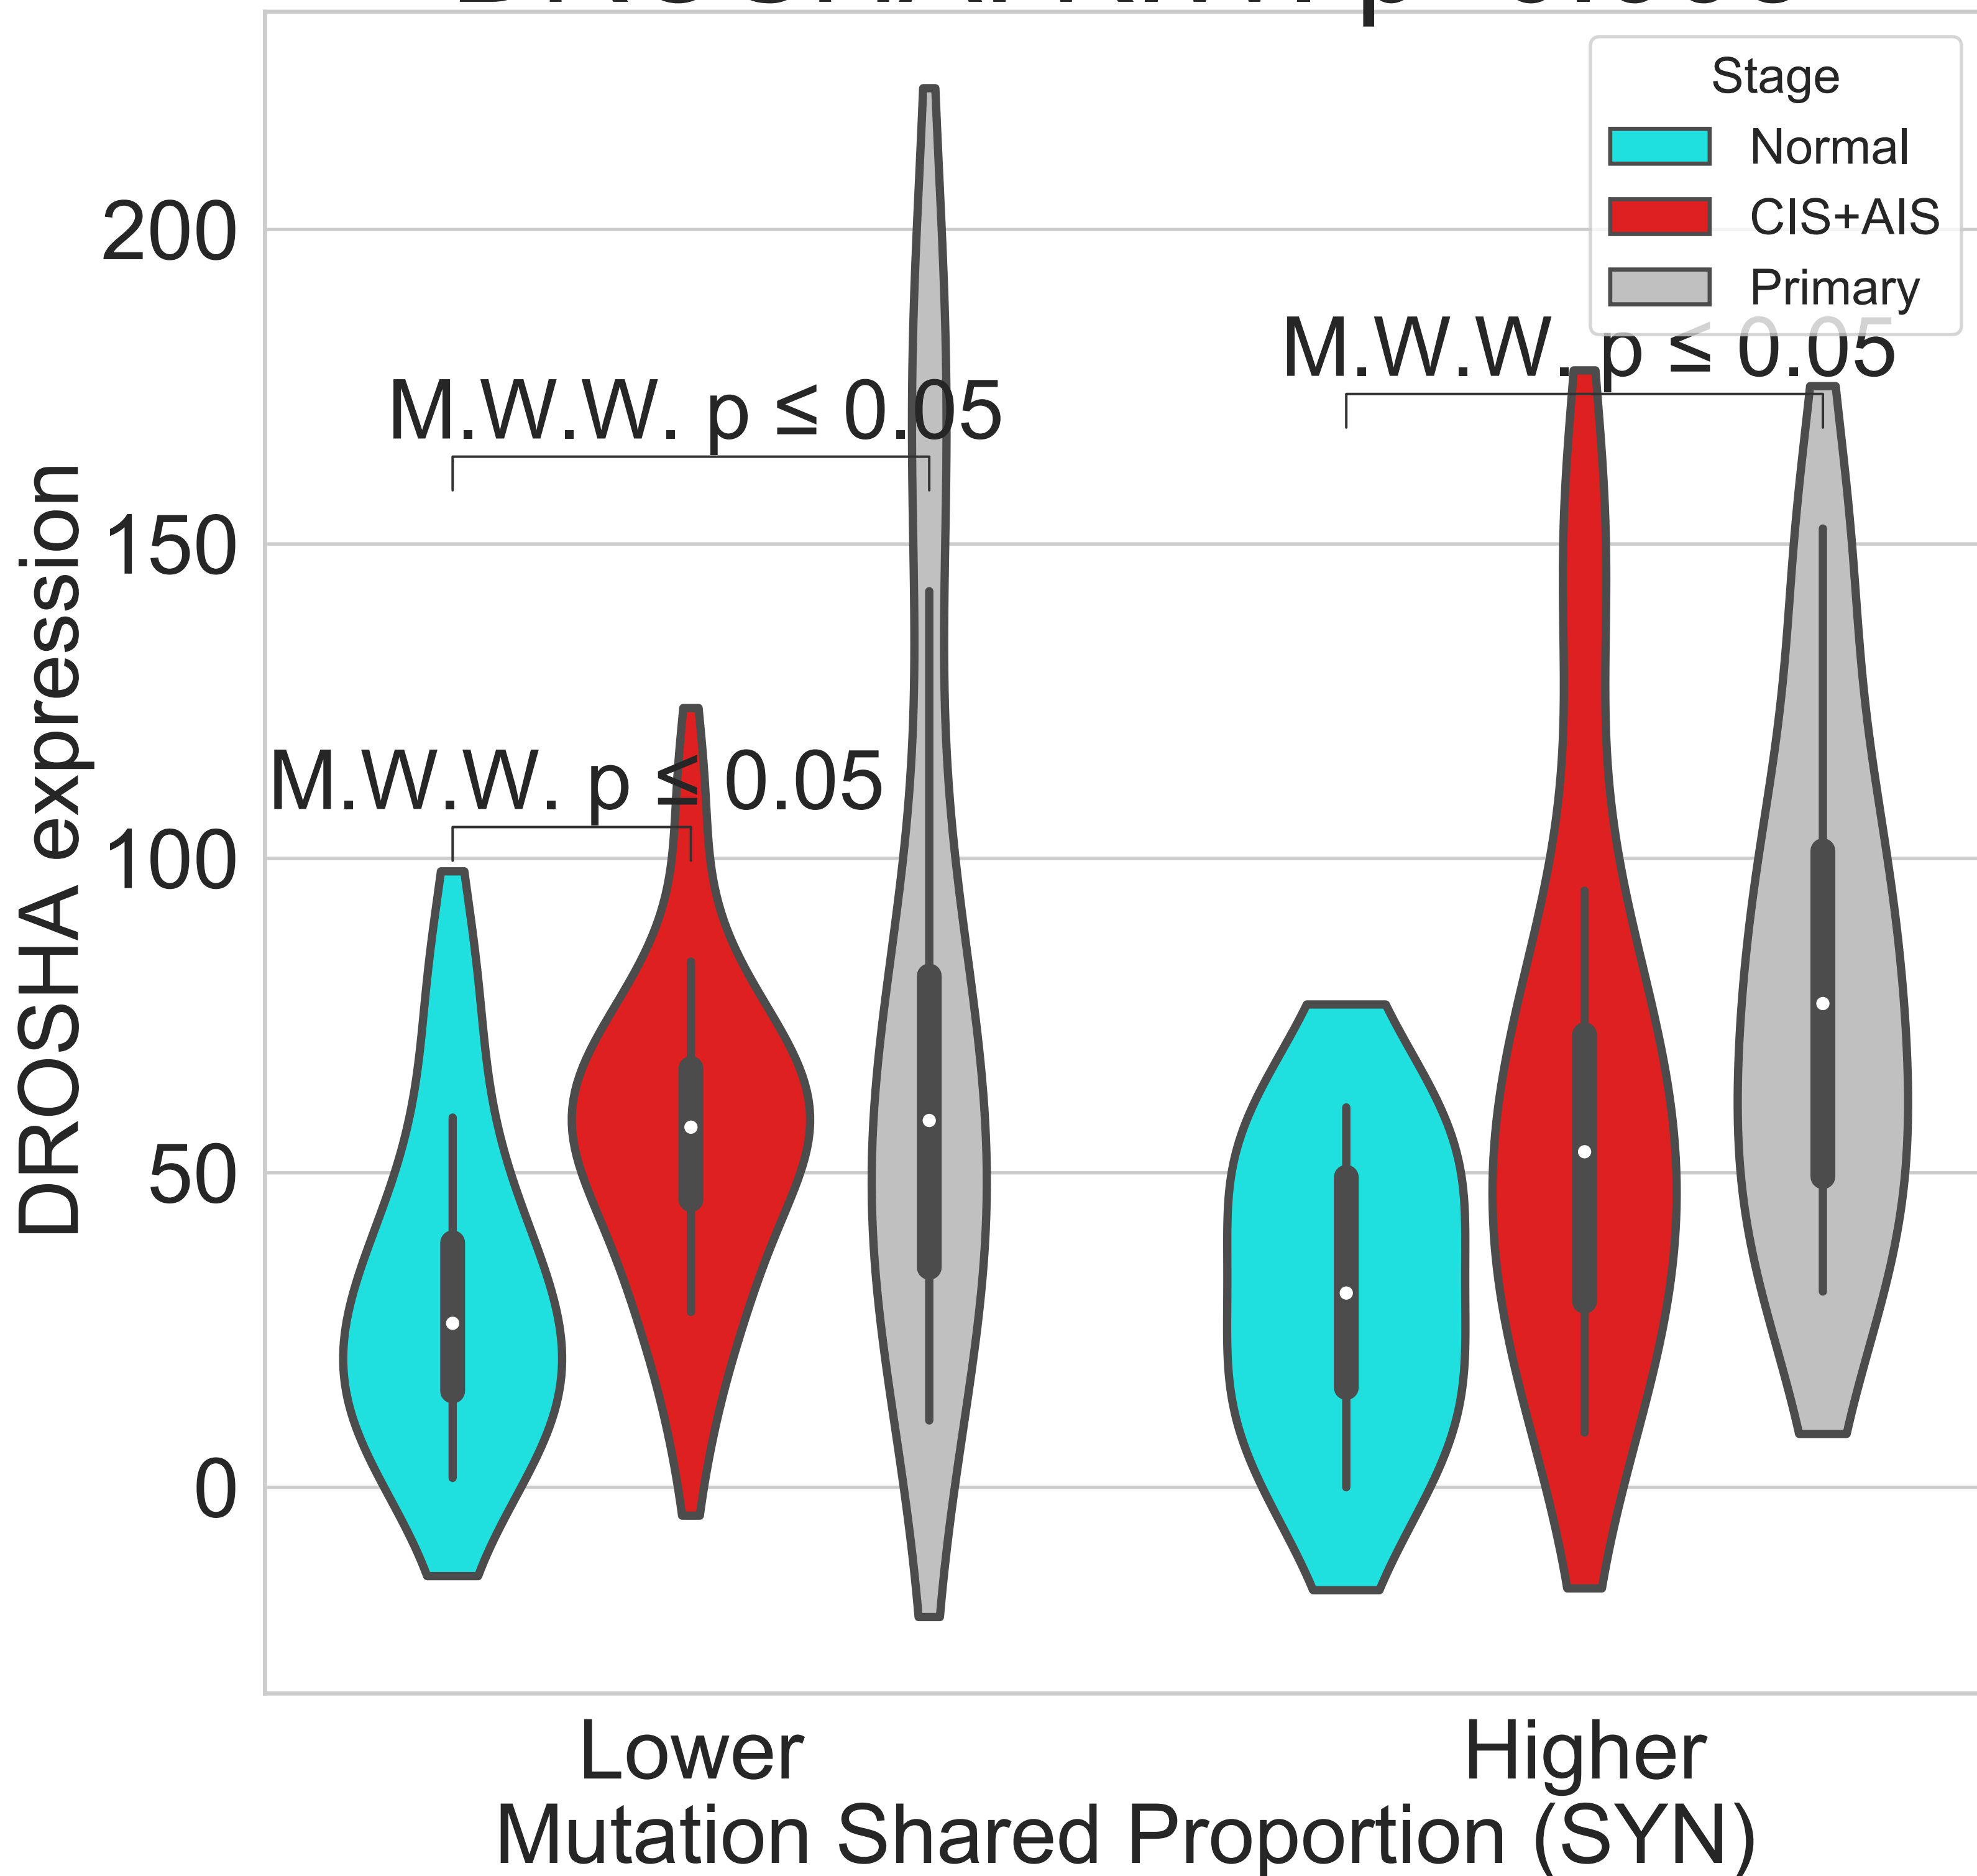 Stage
Normal
CIS+AIS
Primary
200
M.W.W. p ≤ 0.05
M.W.W. p ≤ 0.05
150
M.W.W. p ≤ 0.05
100
50
0
DROSHA expression
Lower
Higher
Mutation Shared Proportion (SYN)